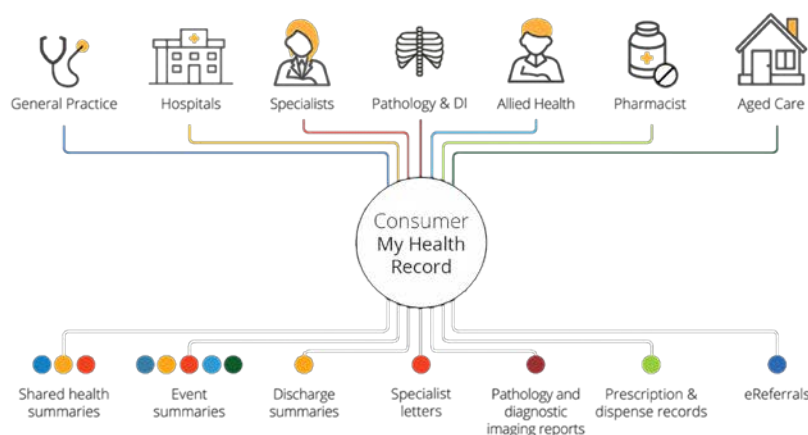 General Practice
Hospitals
Specialists
Pathology & DI
Allied Health
Pharmacist
Aged Care
Consumer
My Health
Record
Shared health
summaries
Event
summaries
Discharge
summaries
Specialist
letters
Pathology and
diagnostic
imaging reports
Prescription &
dispense records
eReferrals